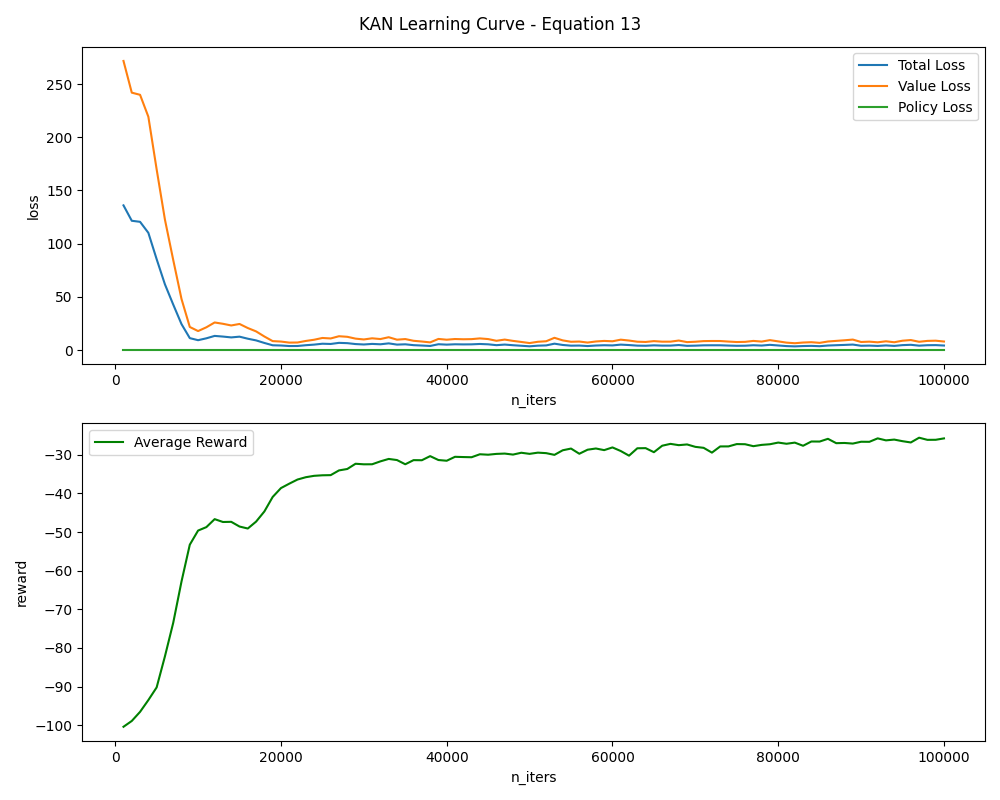 KAN Learning Curve - Equation 13
250
200
150
100
50
0
loss
Total Loss
Value Loss
Policy Loss
0 20000 40000 60000 80000 100000
n_iters
Average Reward
−30
−40
−50
−60
−70
−80
−90
−100
reward
0 20000 40000 60000 80000 100000
n_iters